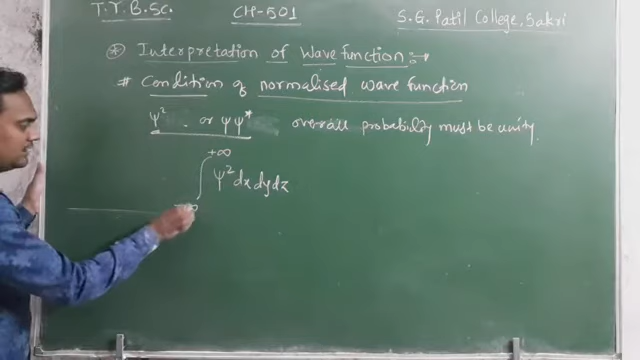 T.Y.B.Sc. CH-501 S.G. Patil College, Sakri
* Interpretation of Wave function :→
# Condition of normalised wave function
ψ² . or ψψ* overall probability must be unity.
+∞
∫ ψ² dx dy dz
-∞